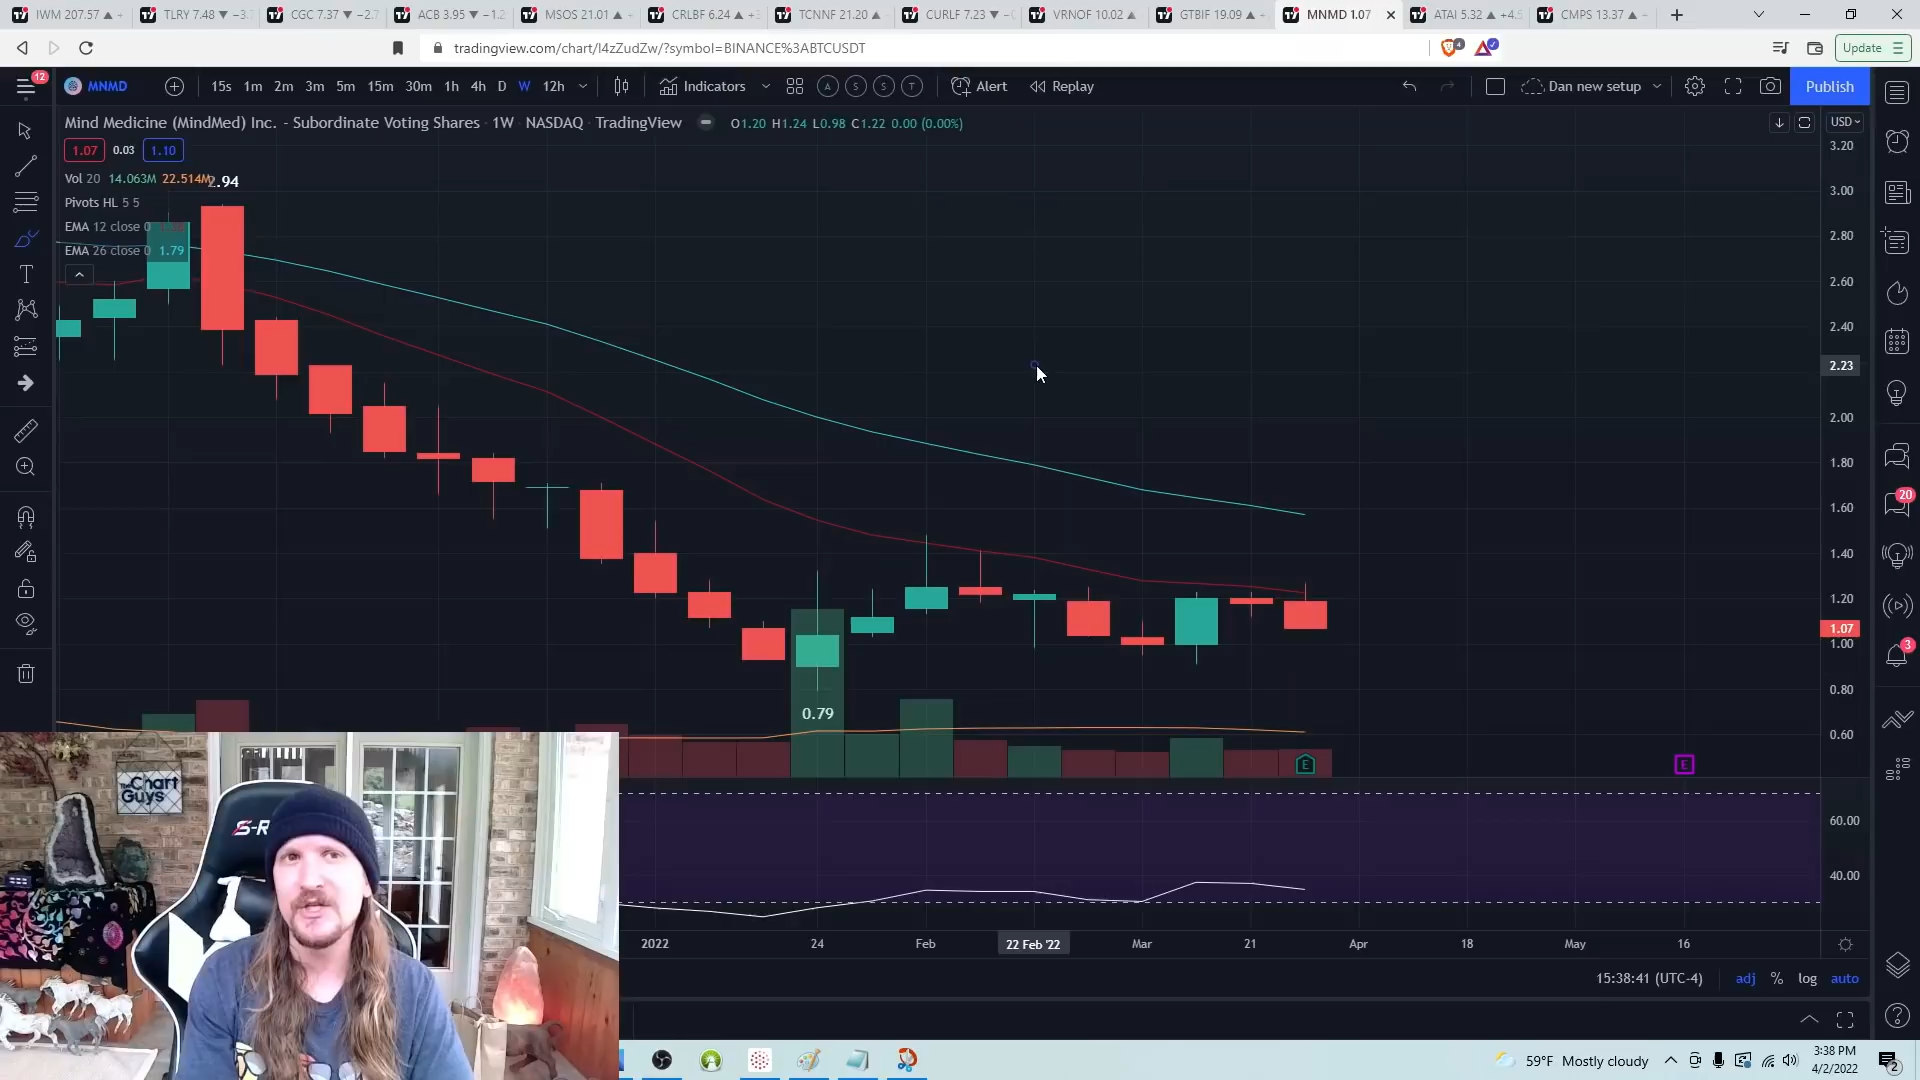 IWM 207.57
TLRY 7.48
CGC 7.37
ACB 3.95
MSOS 21.01
CRLBF 6.24
TCNNF 21.20
CURLF 7.23
VRNOF 10.02
GTBIF 19.09
MNMD 1.07
ATAI 5.32
CMPS 13.37
tradingview.com/chart/l4zZudZw/?symbol=BINANCE%3ABTCUSDT
4
Update
12
MNMD
15s 1m 2m 3m 5m 15m 30m 1h 4h D W 12h
Indicators
A S S T
Alert
Replay
Dan new setup
Publish
Mind Medicine (MindMed) Inc. - Subordinate Voting Shares · 1W · NASDAQ · TradingView
O1.20 H1.24 L0.98 C1.22 0.00 (0.00%)
USD
1.07 0.03 1.10
Vol 20 14.063M 22.514M
2.94
Pivots HL 5 5
EMA 12 close 0
EMA 26 close 0 1.79
3.20
3.00
2.80
2.60
2.40
2.23
2.00
1.80
1.60
1.40
1.20
1.07
1.00
0.80
0.60
0.79
E
E
60.00
40.00
20
3
The Chart
Guys
S-R
2022 24 Feb 22 Feb '22 Mar 21 Apr 18 May 16
15:38:41 (UTC-4) adj % log auto
59°F Mostly cloudy
3:38 PM
4/2/2022
2